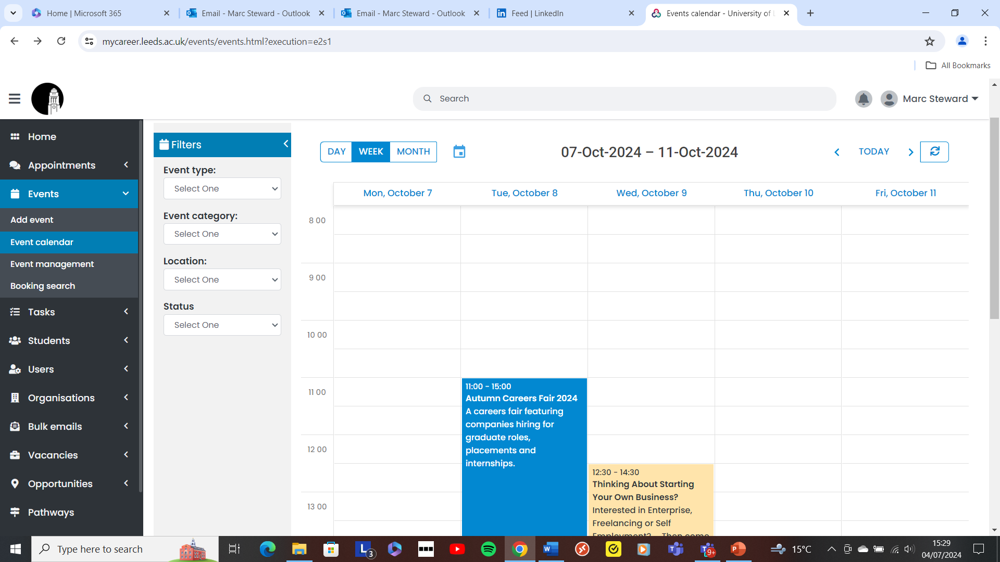 Home | Microsoft 365
Email - Marc Steward - Outlook
Email - Marc Steward - Outlook
Feed | LinkedIn
Events calendar - University of
mycareer.leeds.ac.uk/events/events.html?execution=e2s1
All Bookmarks
Search
Marc Steward
Home
Appointments
Events
Add event
Event calendar
Event management
Booking search
Tasks
Students
Users
Organisations
Bulk emails
Vacancies
Opportunities
Pathways
Filters
Event type:
Select One
Event category:
Select One
Location:
Select One
Status
Select One
DAY WEEK MONTH
07-Oct-2024 – 11-Oct-2024
TODAY
Mon, October 7
Tue, October 8
Wed, October 9
Thu, October 10
Fri, October 11
8 00
9 00
10 00
11 00
12 00
13 00
11:00 - 15:00
Autumn Careers Fair 2024
A careers fair featuring
companies hiring for
graduate roles,
placements and
internships.
12:30 - 14:30
Thinking About Starting
Your Own Business?
Interested in Enterprise,
Freelancing or Self
Employment? Then come
Type here to search
L 3
W
9+
P
15°C
15:29
04/07/2024